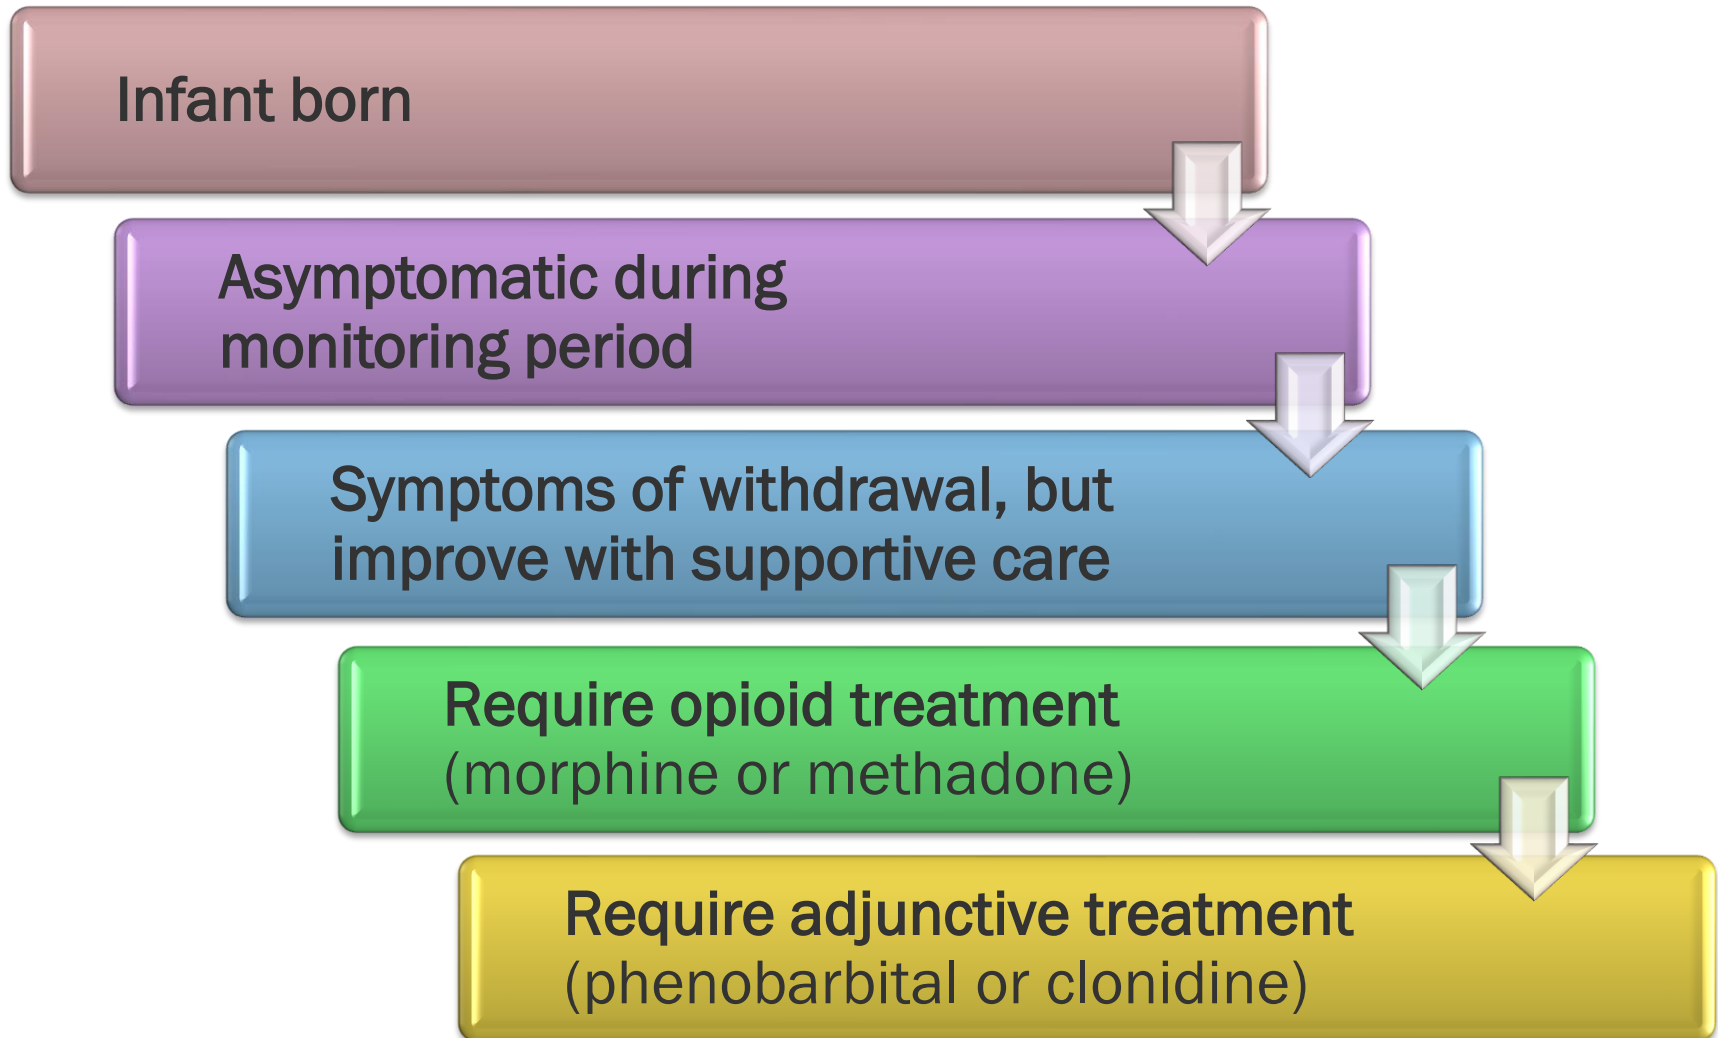 Infant born
Asymptomatic during
monitoring period
Symptoms of withdrawal, but
improve with supportive care
Require opioid treatment
(morphine or methadone)
Require adjunctive treatment
(phenobarbital or clonidine)